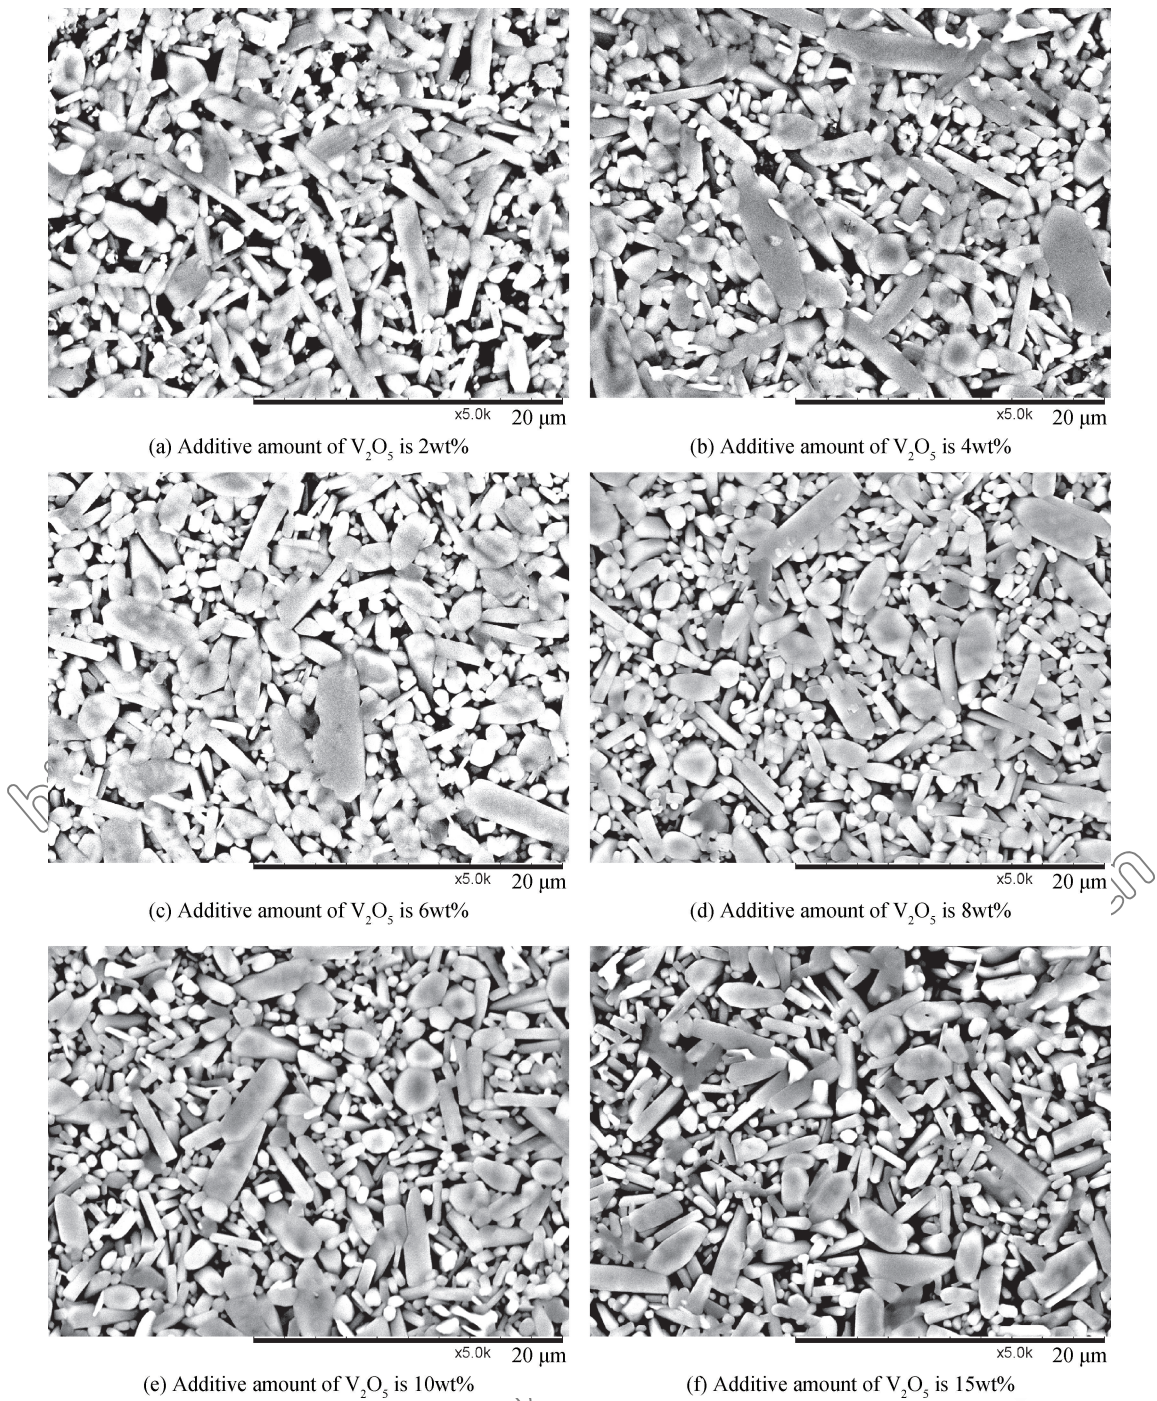 x5.0k 20 μm x5.0k 20 μm
(a) Additive amount of V₂O₅ is 2wt% (b) Additive amount of V₂O₅ is 4wt%
x5.0k 20 μm x5.0k 20 μm
(c) Additive amount of V₂O₅ is 6wt% (d) Additive amount of V₂O₅ is 8wt%
x5.0k 20 μm x5.0k 20 μm
(e) Additive amount of V₂O₅ is 10wt% (f) Additive amount of V₂O₅ is 15wt%